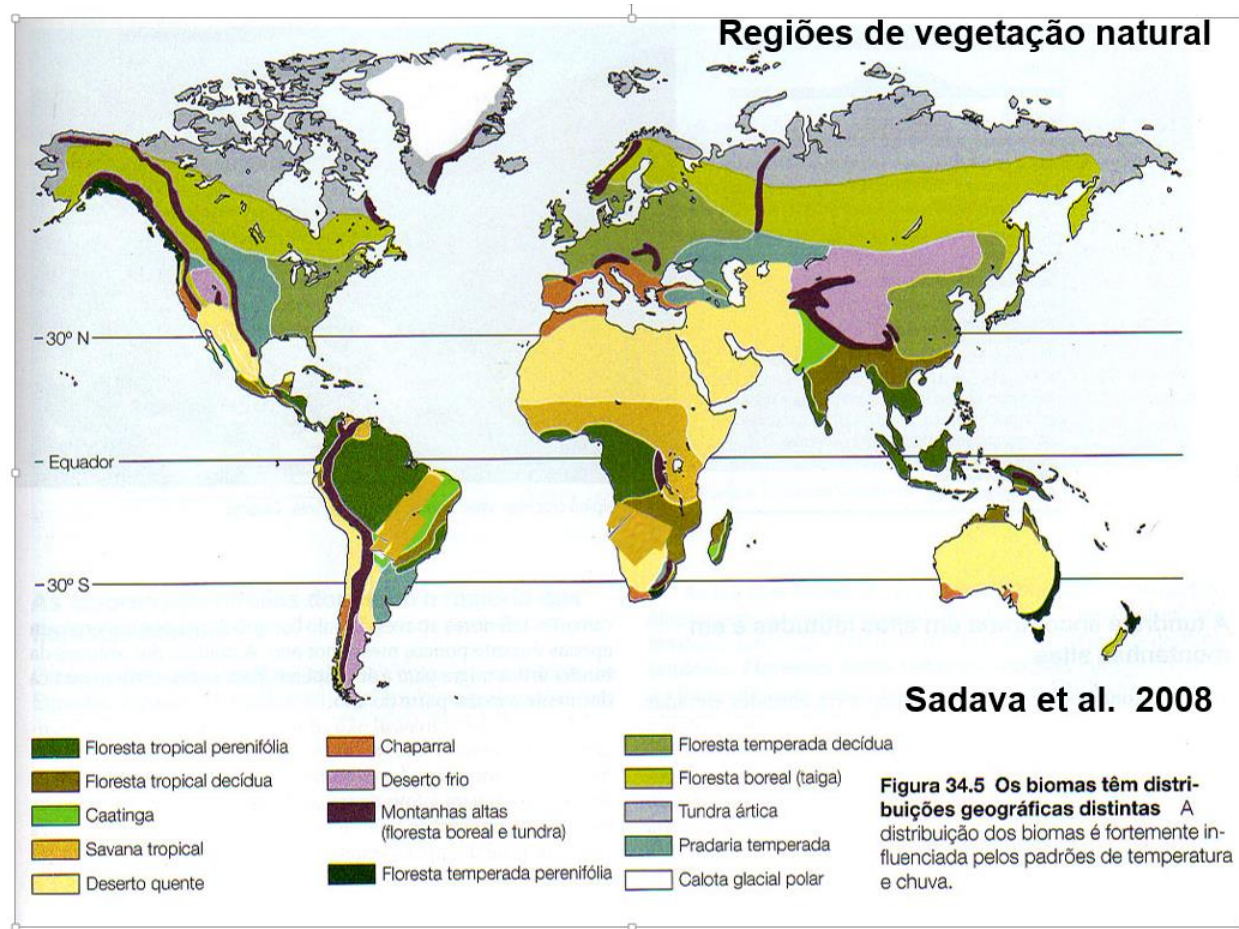 Regiões de vegetação natural
30º N
Equador
30º S
Sadava et al. 2008
Floresta tropical perenifólia
Floresta tropical decídua
Caatinga
Savana tropical
Deserto quente
Chaparral
Deserto frio
Montanhas altas
(floresta boreal e tundra)
Floresta temperada perenifólia
Floresta temperada decídua
Floresta boreal (taiga)
Tundra ártica
Pradaria temperada
Calota glacial polar
Figura 34.5 Os biomas têm distri-
buições geográficas distintas A
distribuição dos biomas é fortemente in-
fluenciada pelos padrões de temperatura
e chuva.